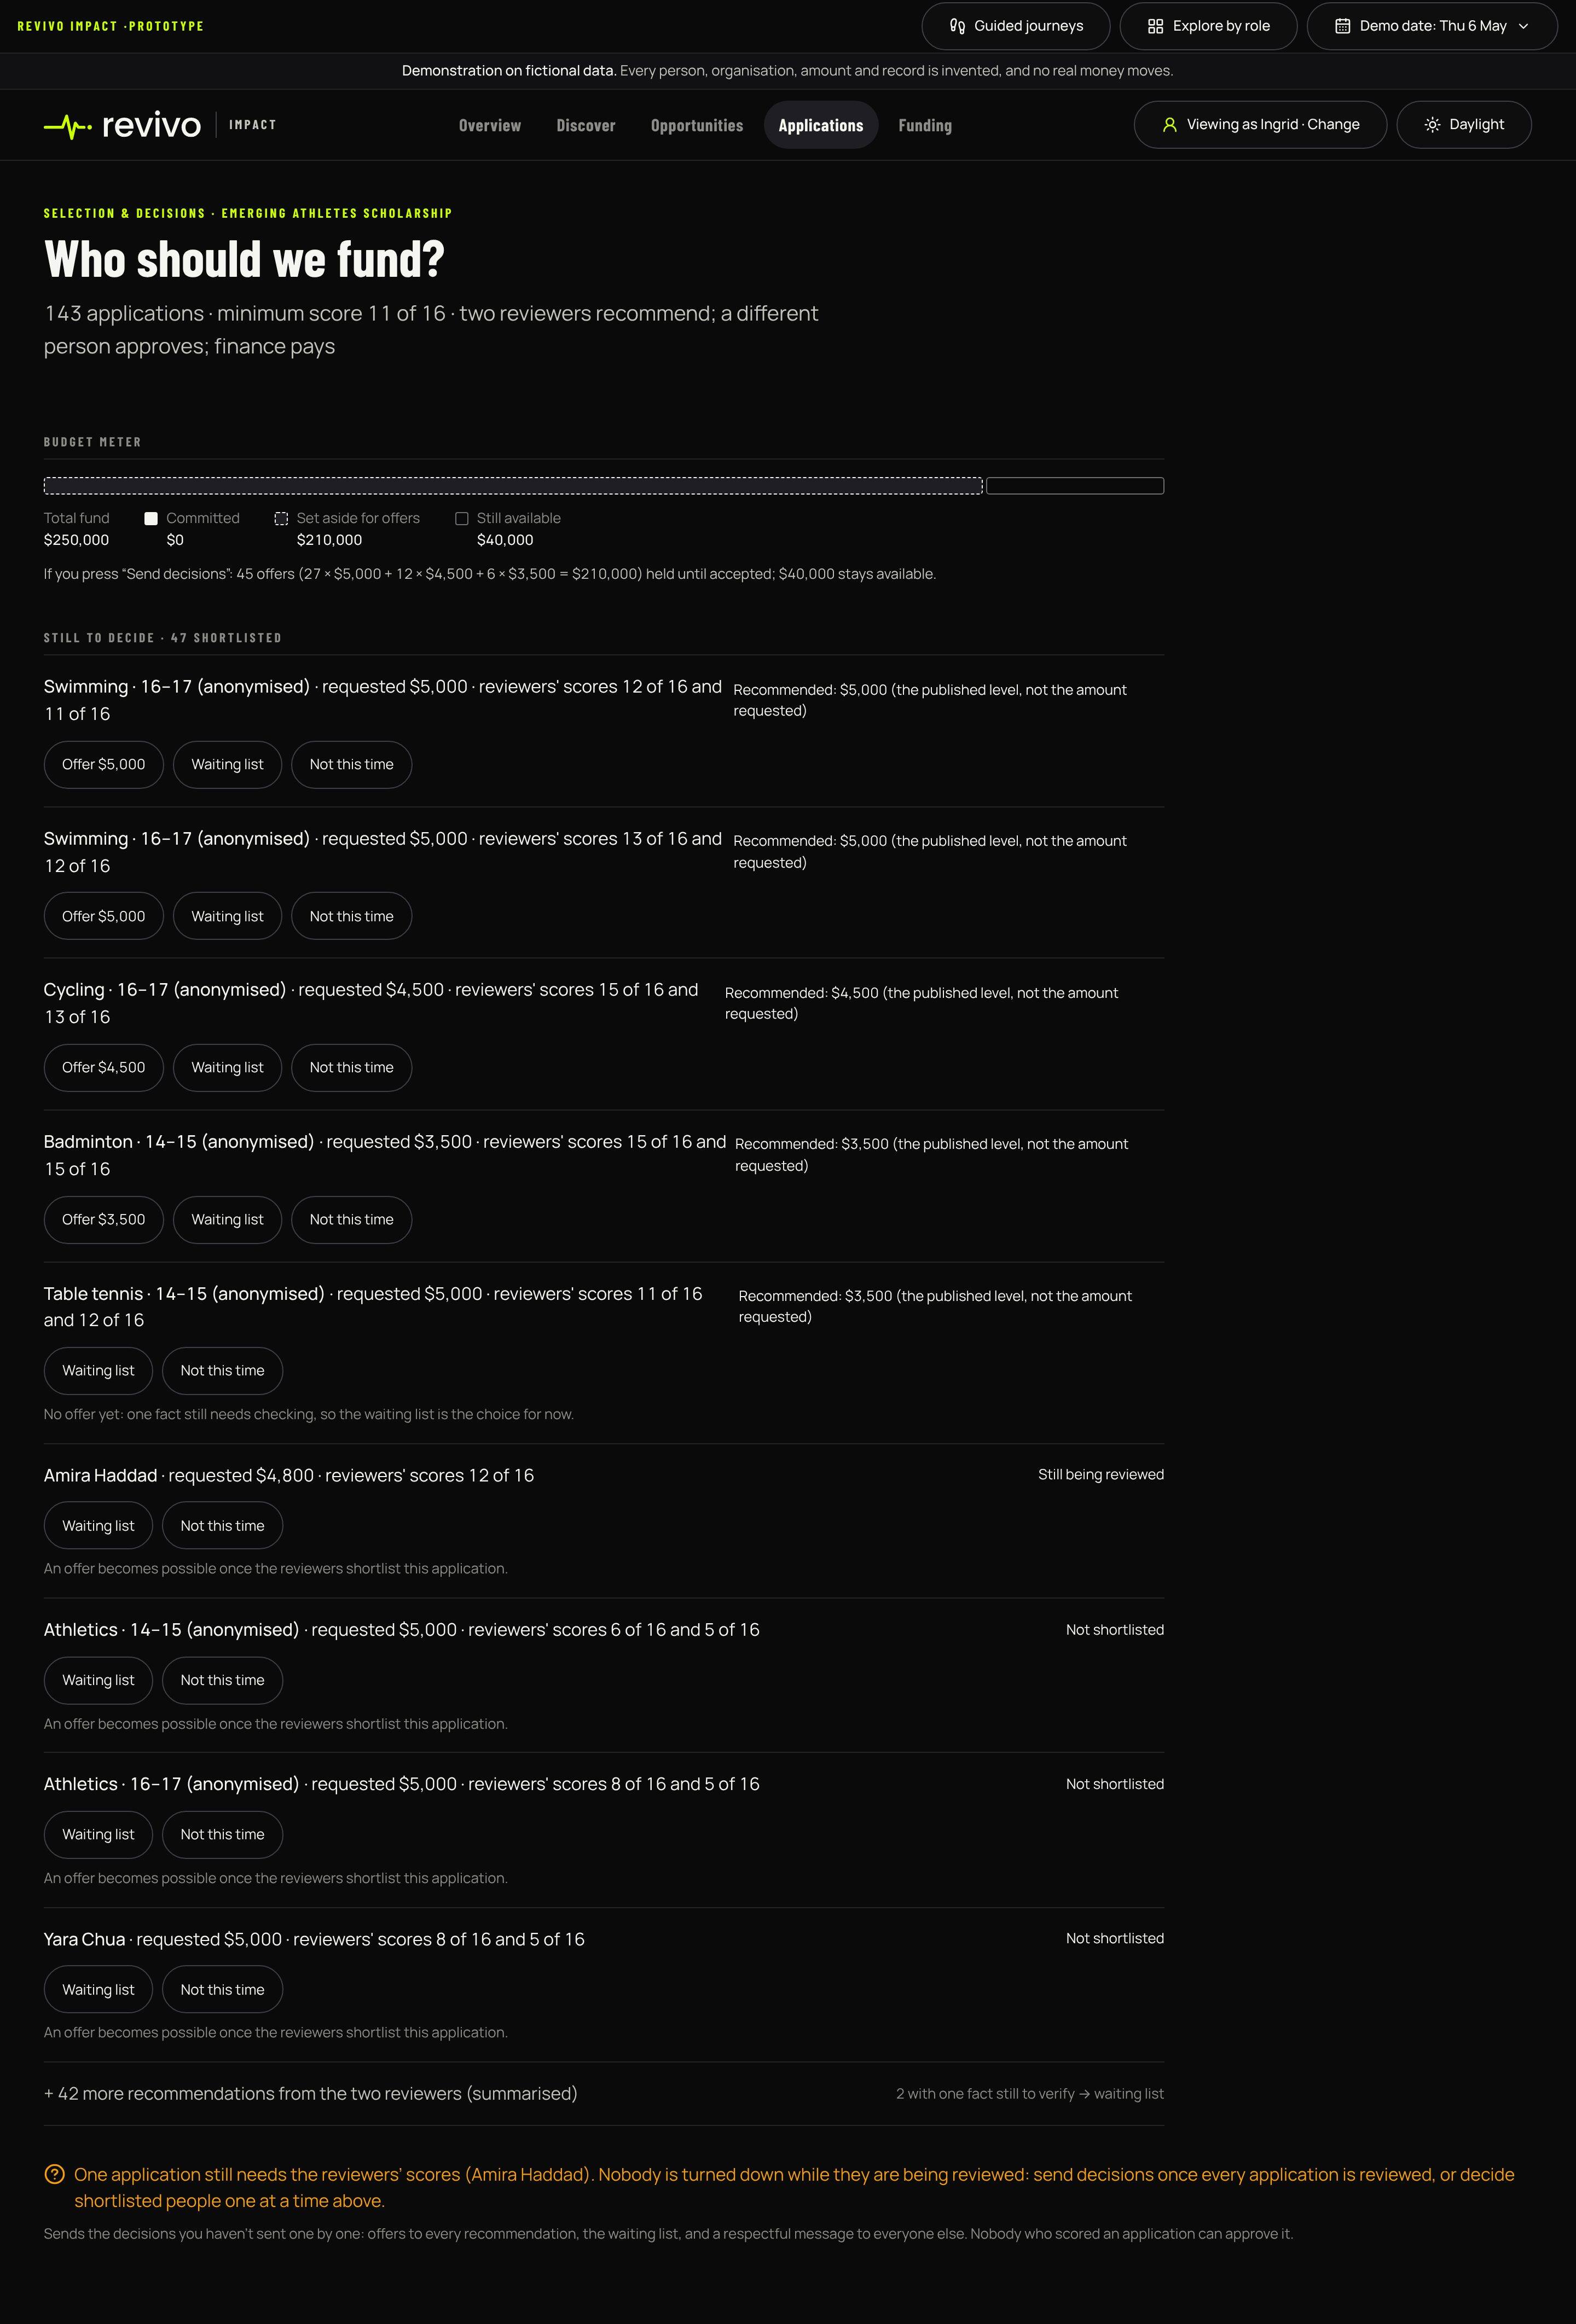 REVIVO IMPACT ·PROTOTYPE
Guided journeys
Explore by role
Demo date: Thu 6 May
Demonstration on fictional data. Every person, organisation, amount and record is invented, and no real money moves.
revivo IMPACT
Overview
Discover
Opportunities
Applications
Funding
Viewing as Ingrid · Change
Daylight
SELECTION & DECISIONS · EMERGING ATHLETES SCHOLARSHIP
Who should we fund?
143 applications · minimum score 11 of 16 · two reviewers recommend; a different
person approves; finance pays
BUDGET METER
Total fund
$250,000
Committed
$0
Set aside for offers
$210,000
Still available
$40,000
If you press “Send decisions”: 45 offers (27 × $5,000 + 12 × $4,500 + 6 × $3,500 = $210,000) held until accepted; $40,000 stays available.
STILL TO DECIDE · 47 SHORTLISTED
Swimming · 16–17 (anonymised) · requested $5,000 · reviewers' scores 12 of 16 and
11 of 16
Recommended: $5,000 (the published level, not the amount
requested)
Offer $5,000
Waiting list
Not this time
Swimming · 16–17 (anonymised) · requested $5,000 · reviewers' scores 13 of 16 and
12 of 16
Recommended: $5,000 (the published level, not the amount
requested)
Offer $5,000
Waiting list
Not this time
Cycling · 16–17 (anonymised) · requested $4,500 · reviewers' scores 15 of 16 and
13 of 16
Recommended: $4,500 (the published level, not the amount
requested)
Offer $4,500
Waiting list
Not this time
Badminton · 14–15 (anonymised) · requested $3,500 · reviewers' scores 15 of 16 and
15 of 16
Recommended: $3,500 (the published level, not the amount
requested)
Offer $3,500
Waiting list
Not this time
Table tennis · 14–15 (anonymised) · requested $5,000 · reviewers' scores 11 of 16
and 12 of 16
Recommended: $3,500 (the published level, not the amount
requested)
Waiting list
Not this time
No offer yet: one fact still needs checking, so the waiting list is the choice for now.
Amira Haddad · requested $4,800 · reviewers' scores 12 of 16
Still being reviewed
Waiting list
Not this time
An offer becomes possible once the reviewers shortlist this application.
Athletics · 14–15 (anonymised) · requested $5,000 · reviewers' scores 6 of 16 and 5 of 16
Not shortlisted
Waiting list
Not this time
An offer becomes possible once the reviewers shortlist this application.
Athletics · 16–17 (anonymised) · requested $5,000 · reviewers' scores 8 of 16 and 5 of 16
Not shortlisted
Waiting list
Not this time
An offer becomes possible once the reviewers shortlist this application.
Yara Chua · requested $5,000 · reviewers' scores 8 of 16 and 5 of 16
Not shortlisted
Waiting list
Not this time
An offer becomes possible once the reviewers shortlist this application.
+ 42 more recommendations from the two reviewers (summarised)
2 with one fact still to verify → waiting list
One application still needs the reviewers’ scores (Amira Haddad). Nobody is turned down while they are being reviewed: send decisions once every application is reviewed, or decide
shortlisted people one at a time above.
Sends the decisions you haven’t sent one by one: offers to every recommendation, the waiting list, and a respectful message to everyone else. Nobody who scored an application can approve it.